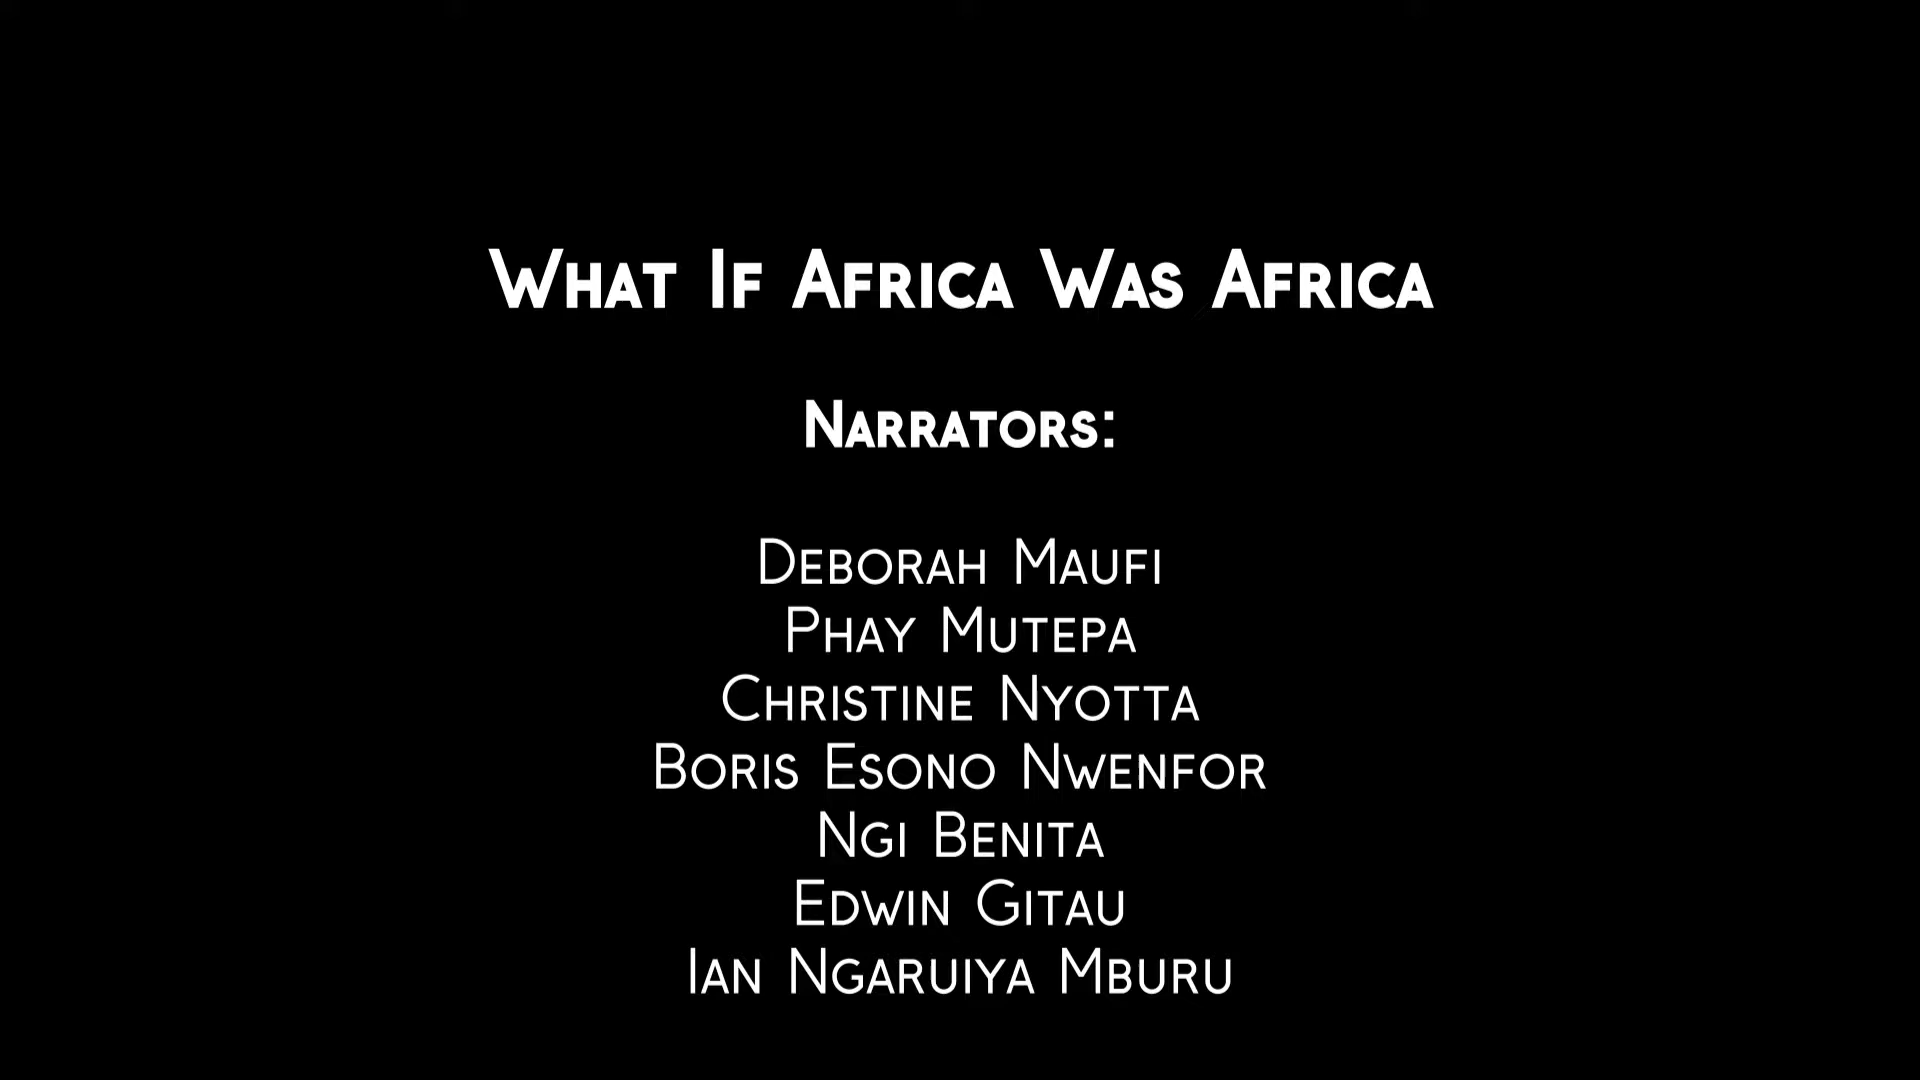 What If Africa Was Africa
Narrators:
Deborah Maufi
Phay Mutepa
Christine Nyotta
Boris Esono Nwenfor
Ngi Benita
Edwin Gitau
Ian Ngaruiya Mburu